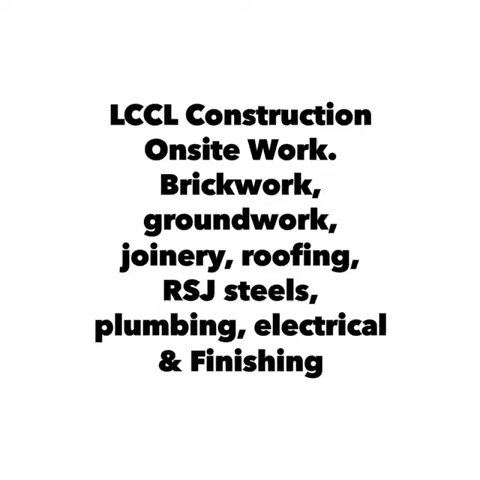 LCCL Construction
Onsite Work.
Brickwork,
groundwork,
joinery, roofing,
RSJ steels,
plumbing, electrical
& Finishing